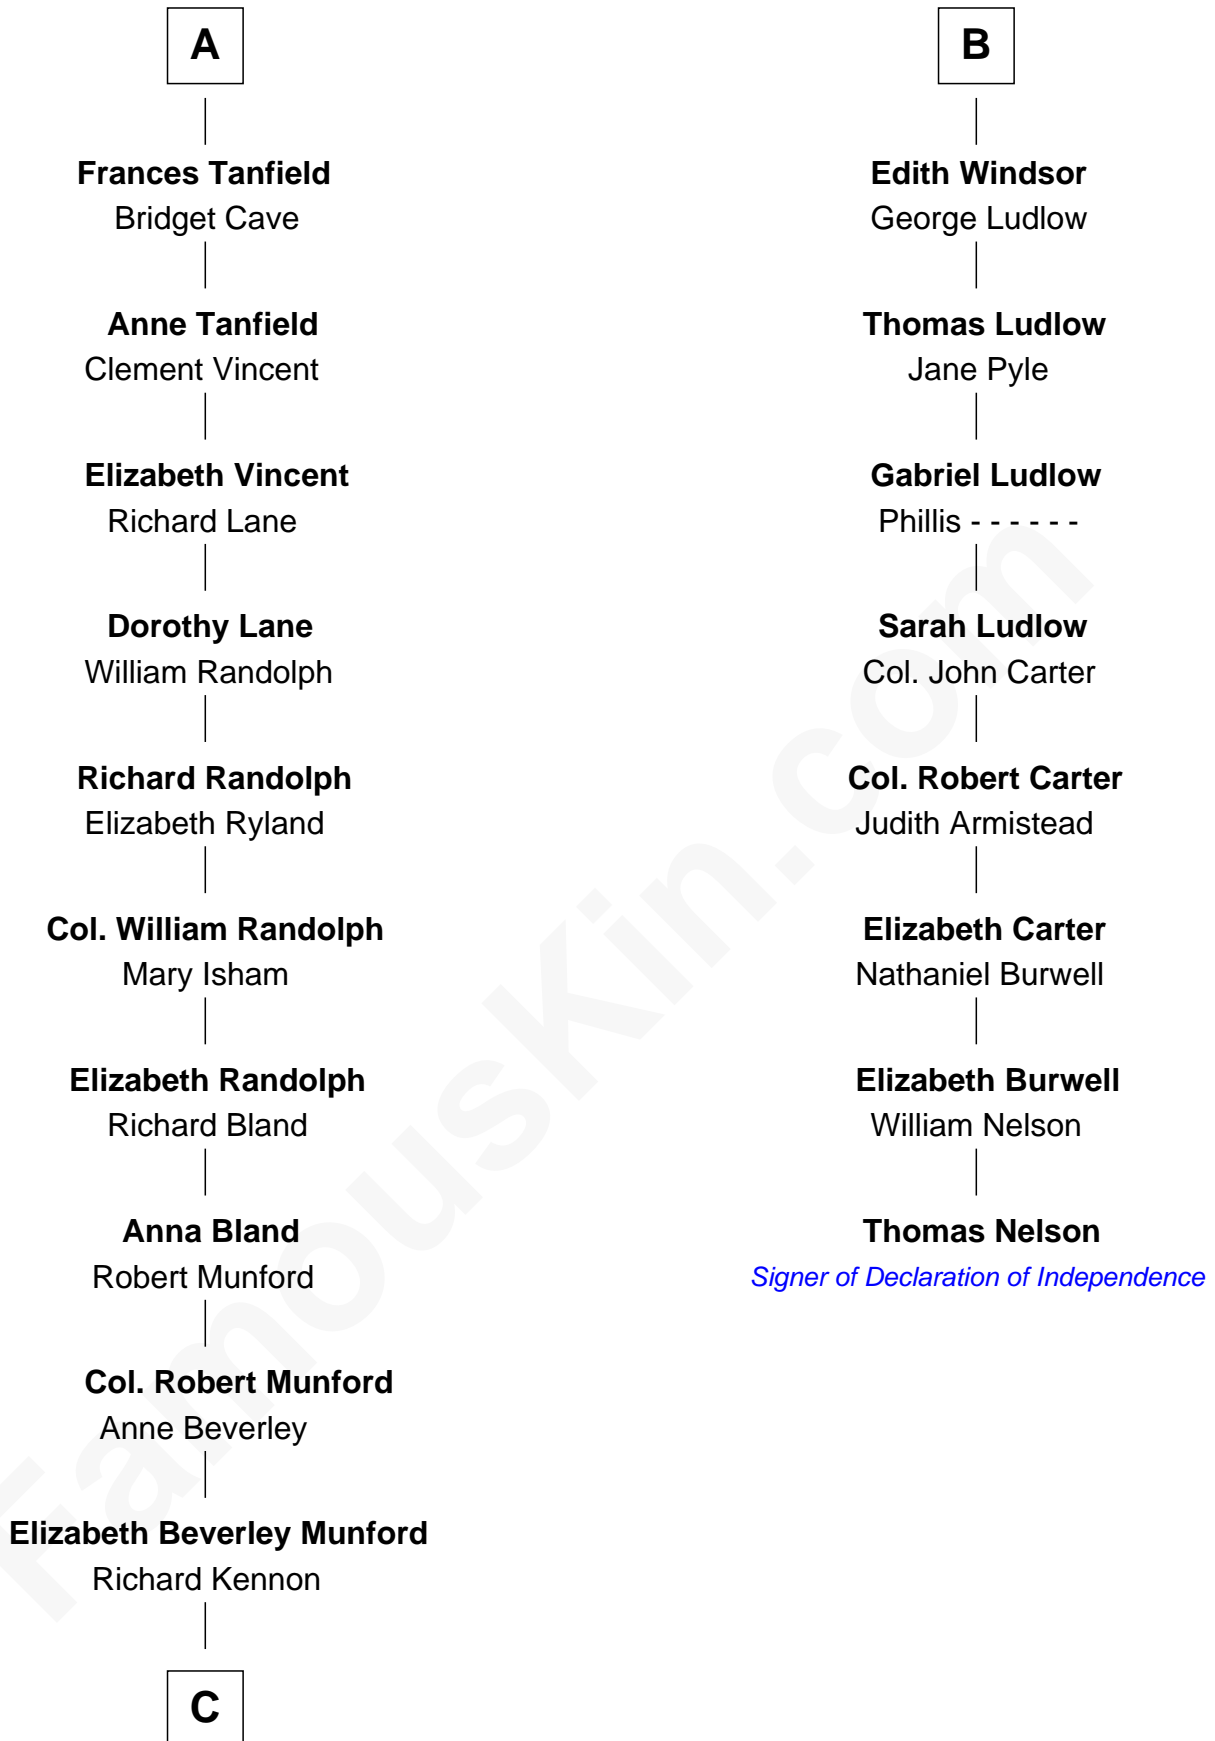 A
Frances Tanfield
Bridget Cave
Anne Tanfield
Clement Vincent
Elizabeth Vincent
Richard Lane
Dorothy Lane
William Randolph
Richard Randolph
Elizabeth Ryland
Col. William Randolph
Mary Isham
Elizabeth Randolph
Richard Bland
Anna Bland
Robert Munford
Col. Robert Munford
Anne Beverley
Elizabeth Beverley Munford
Richard Kennon
C
B
Edith Windsor
George Ludlow
Thomas Ludlow
Jane Pyle
Gabriel Ludlow
Phillis - - - - - -
Sarah Ludlow
Col. John Carter
Col. Robert Carter
Judith Armistead
Elizabeth Carter
Nathaniel Burwell
Elizabeth Burwell
William Nelson
Thomas Nelson
Signer of Declaration of Independence
FamousKin.com